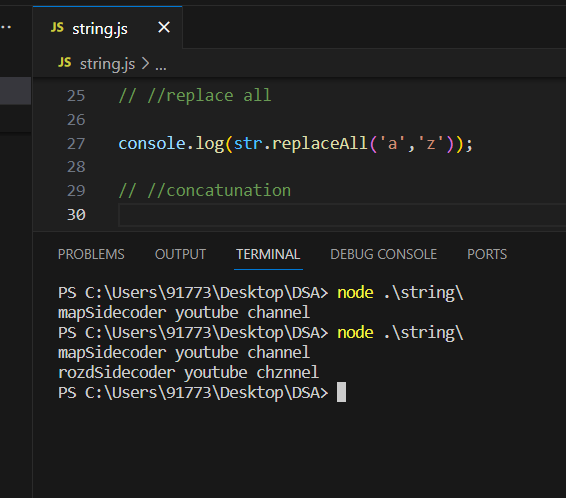 JS string.js ×
JS string.js > ...
25 // //replace all
26
27 console.log(str.replaceAll('a','z'));
28
29 // //concatunation
30
PROBLEMS OUTPUT TERMINAL DEBUG CONSOLE PORTS
PS C:\Users\91773\Desktop\DSA> node .\string\
mapSidecoder youtube channel
PS C:\Users\91773\Desktop\DSA> node .\string\
mapSidecoder youtube channel
rozdSidecoder youtube chznnel
PS C:\Users\91773\Desktop\DSA>